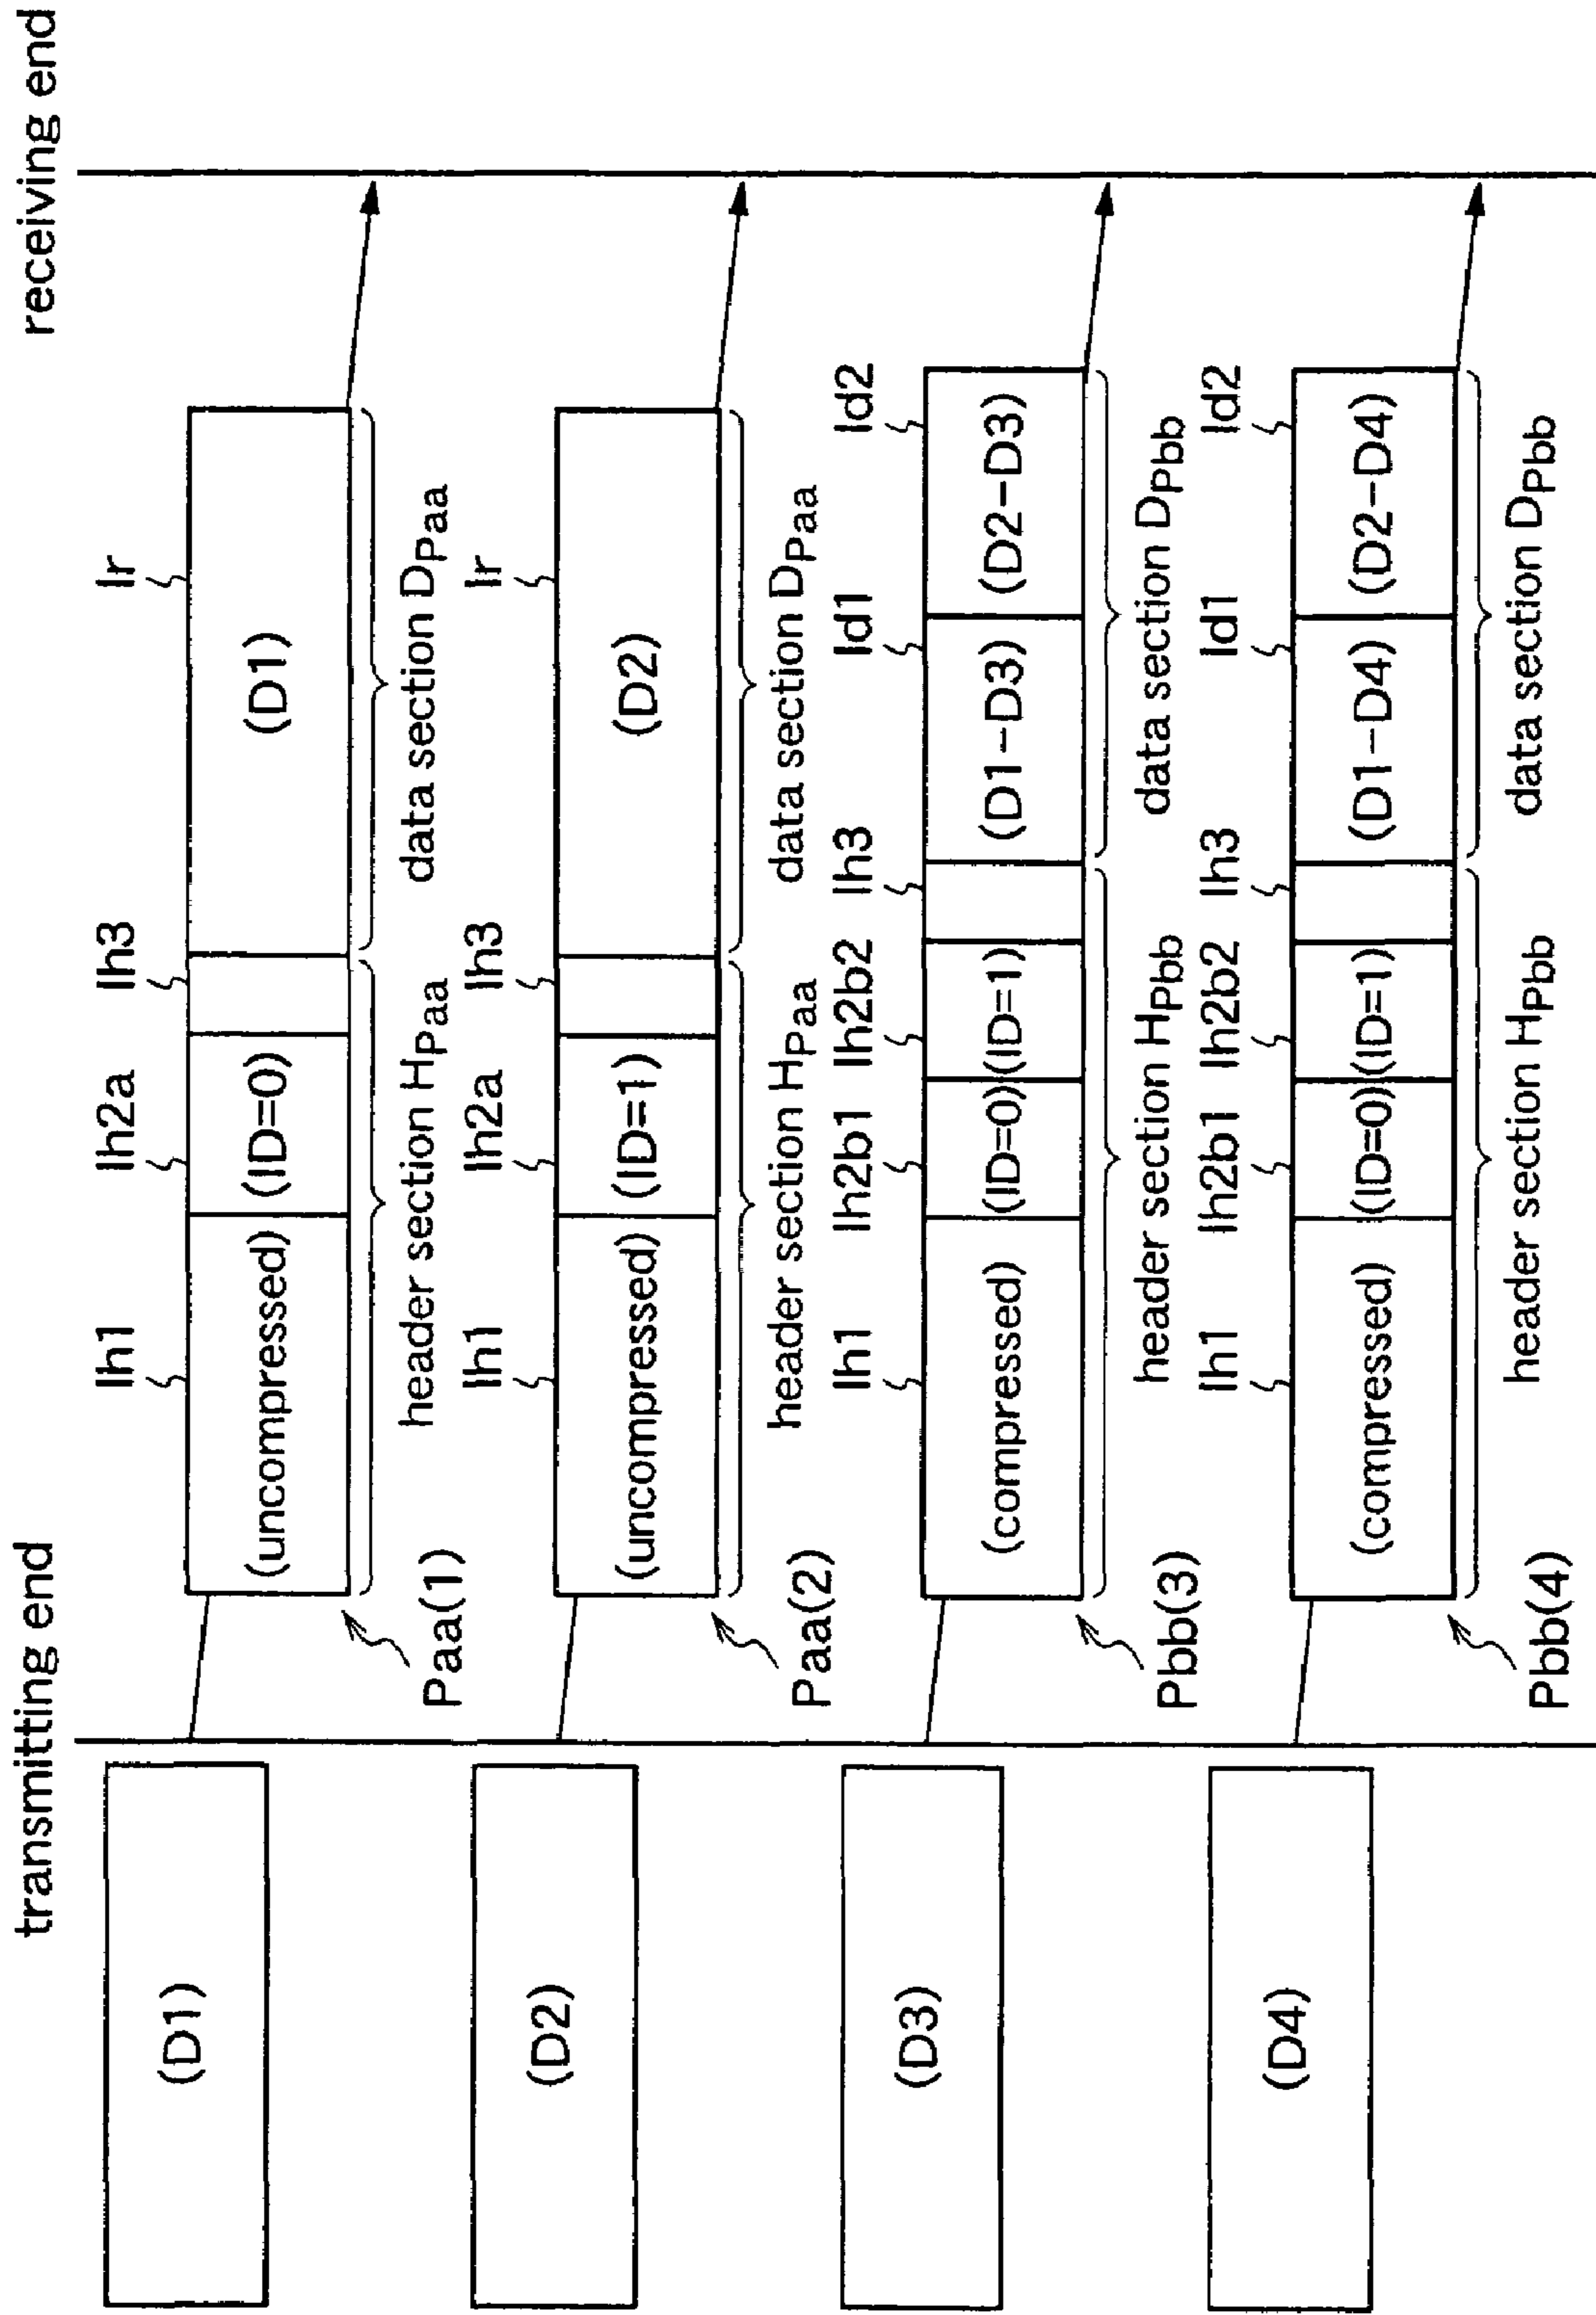 transmitting end
receiving end
Ih1 Ih2a Ih3 Ir
(D1)
(uncompressed) (ID=0) (D1)
Paa(1)
header section HPaa data section DPaa
Ih1 Ih2a Ih3 Ir
(D2)
(uncompressed) (ID=1) (D2)
Paa(2)
header section HPaa data section DPaa
Ih1 Ih2b1 Ih2b2 Ih3 Id1 Id2
(D3)
(compressed) (ID=0) (ID=1) (D1-D3) (D2-D3)
Pbb(3)
header section HPbb data section DPbb
Ih1 Ih2b1 Ih2b2 Ih3 Id1 Id2
(D4)
(compressed) (ID=0) (ID=1) (D1-D4) (D2-D4)
Pbb(4)
header section HPbb data section DPbb